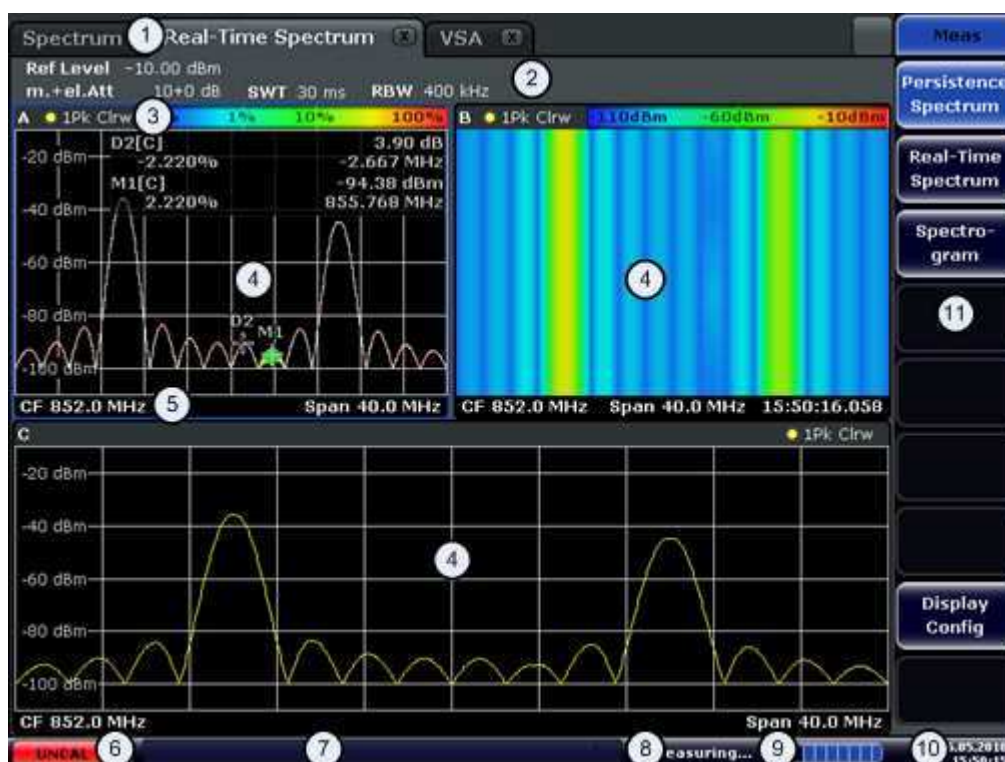 Spectrum 1 Real-Time Spectrum x VSA x
Ref Level -10.00 dBm 2
m.+el.Att 10+0 dB SWT 30 ms RBW 400 kHz
A 1Pk Clrw 3 1% 10% 100%
D2[C] 3.90 dB
-2.220% -2.667 MHz
M1[C] -94.38 dBm
2.220% 855.768 MHz
-20 dBm
-40 dBm
-60 dBm
-80 dBm
-100 dBm
4
D2
M1
CF 852.0 MHz 5 Span 40.0 MHz
B 1Pk Clrw -110dBm -60dBm -10dBm
4
CF 852.0 MHz Span 40.0 MHz 15:50:16.058
C 1Pk Clrw
-20 dBm
-40 dBm
-60 dBm
-80 dBm
-100 dBm
4
CF 852.0 MHz Span 40.0 MHz
UNCAL 6 7 8 easuring... 9 10
Meas
Persistence
Spectrum
Real-Time
Spectrum
Spectro-
gram
11
Display
Config